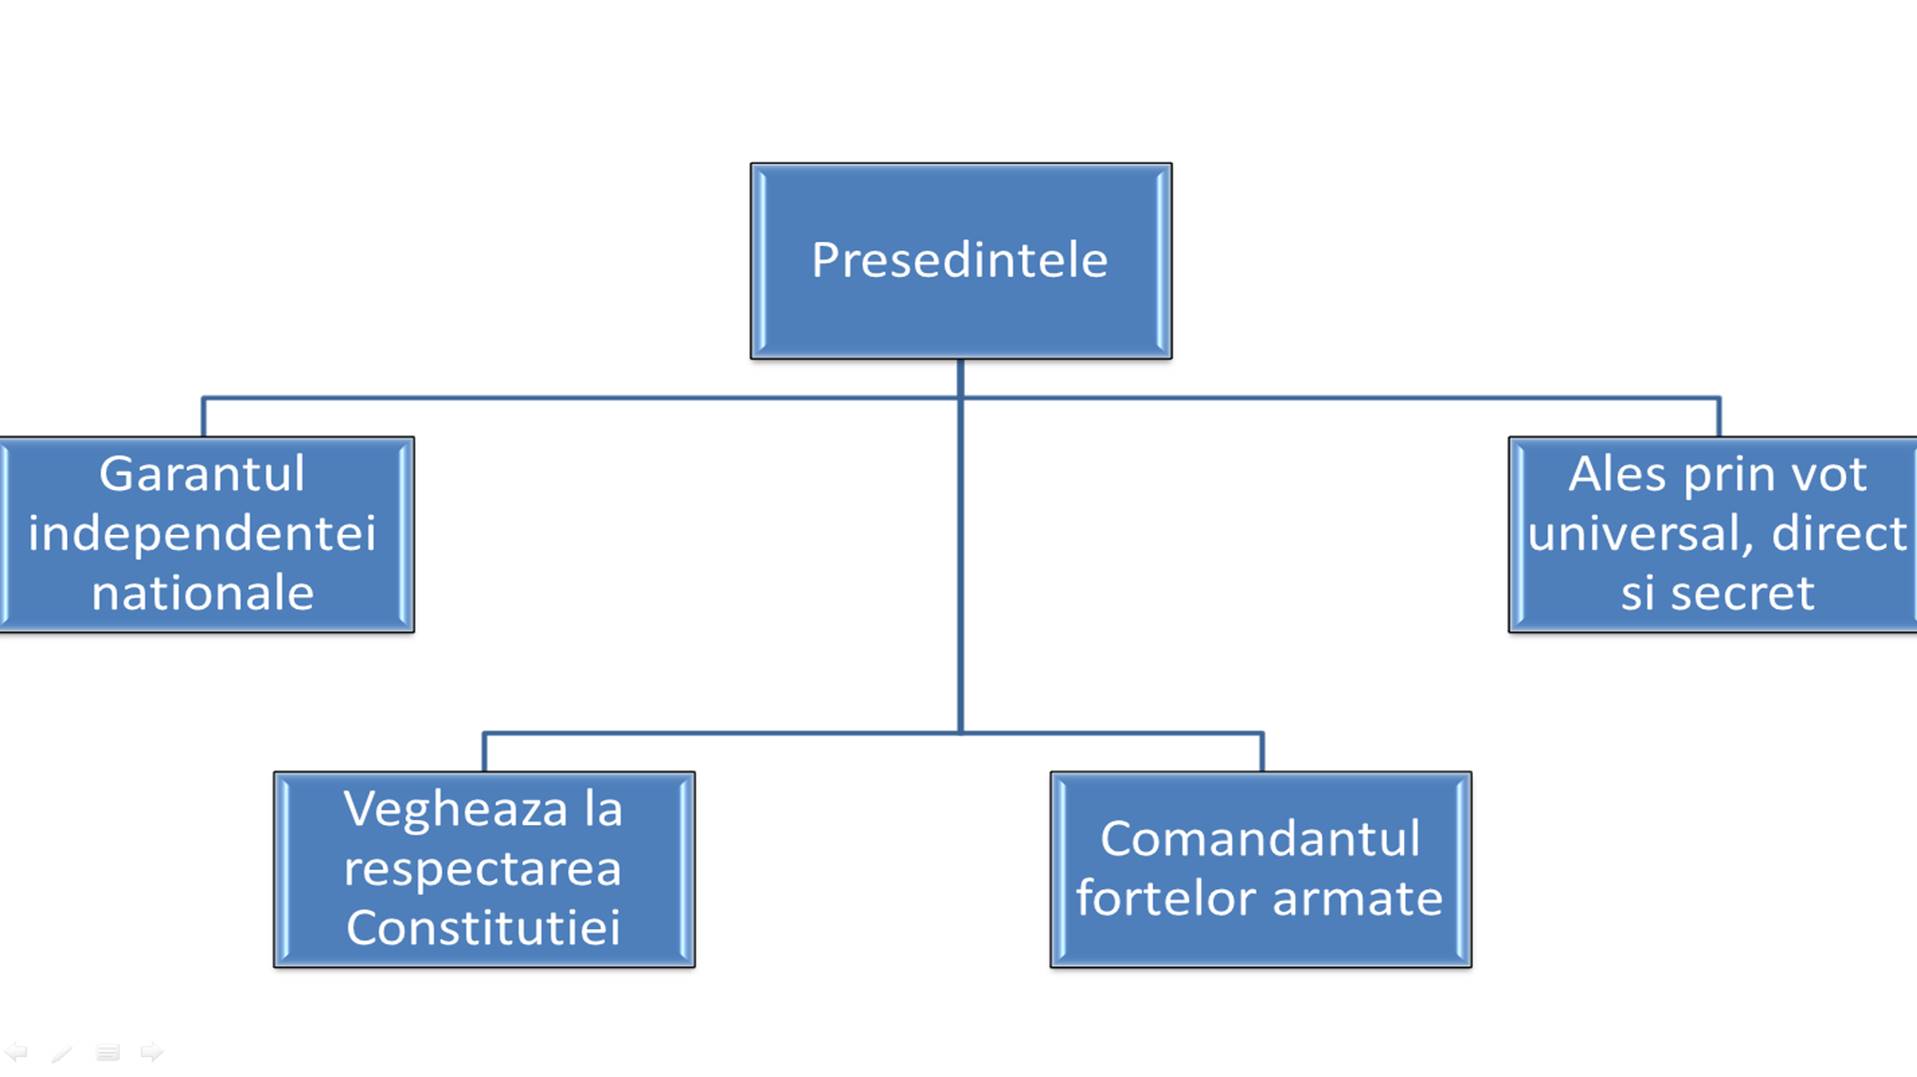 Presedintele
Garantul
independentei
nationale
Ales prin vot
universal, direct
si secret
Vegheaza la
respectarea
Constitutiei
Comandantul
fortelor armate